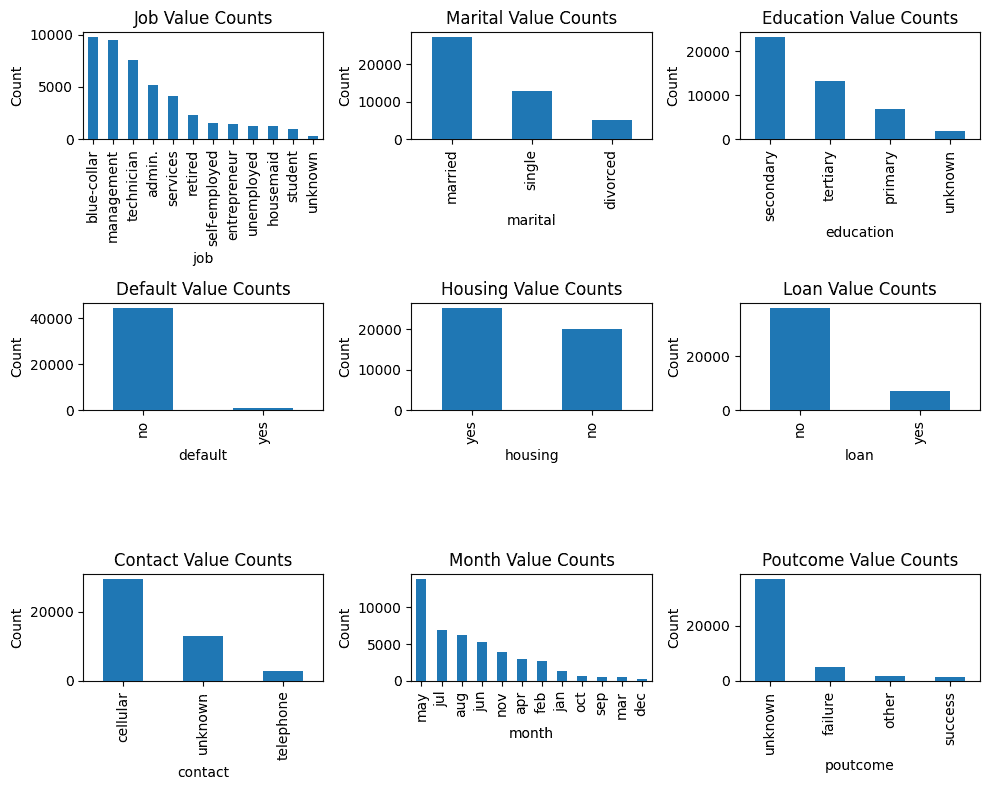 Job Value Counts
Count
10000
5000
0
blue-collar
management
technician
admin.
services
retired
self-employed
entrepreneur
unemployed
housemaid
student
unknown
job
Marital Value Counts
Count
20000
10000
0
married
single
divorced
marital
Education Value Counts
Count
20000
10000
0
secondary
tertiary
primary
unknown
education
Default Value Counts
Count
40000
20000
0
no
yes
default
Housing Value Counts
Count
20000
10000
0
yes
no
housing
Loan Value Counts
Count
20000
0
no
yes
loan
Contact Value Counts
Count
20000
0
cellular
unknown
telephone
contact
Month Value Counts
Count
10000
5000
0
may
jul
aug
jun
nov
apr
feb
jan
oct
sep
mar
dec
month
Poutcome Value Counts
Count
20000
0
unknown
failure
other
success
poutcome